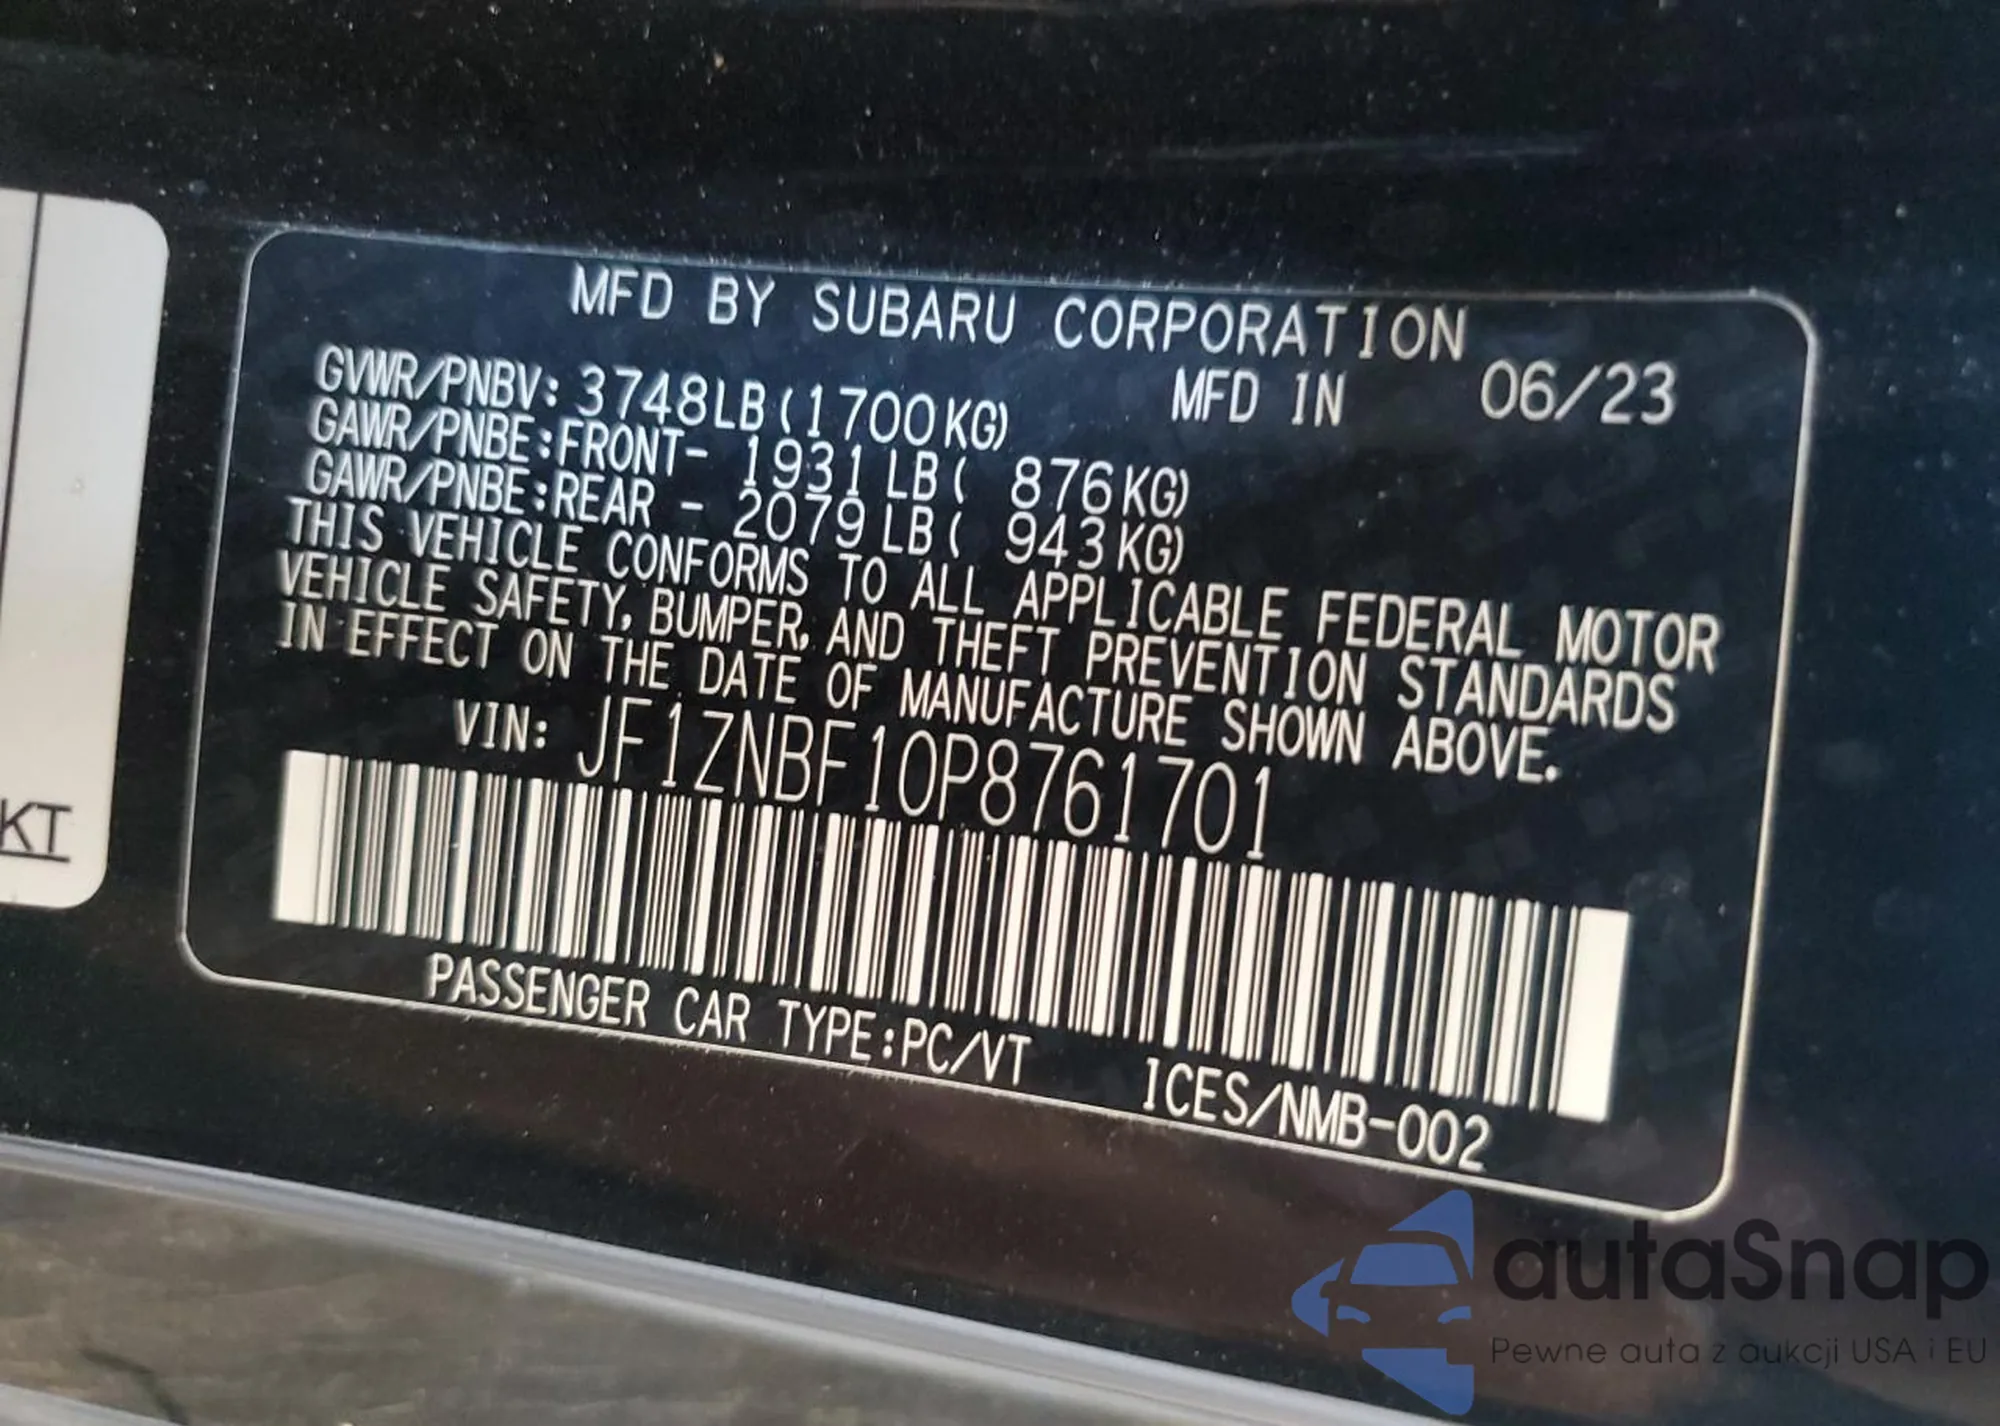 MFD BY SUBARU CORPORATION
GVWR/PNBV: 3748LB(1700KG) MFD IN 06/23
GAWR/PNBE:FRONT- 1931LB( 876KG)
GAWR/PNBE:REAR - 2079LB( 943KG)
THIS VEHICLE CONFORMS TO ALL APPLICABLE FEDERAL MOTOR
VEHICLE SAFETY, BUMPER, AND THEFT PREVENTION STANDARDS
IN EFFECT ON THE DATE OF MANUFACTURE SHOWN ABOVE.
VIN: JF1ZNBF10P8761701
PASSENGER CAR TYPE:PC/VT ICES/NMB-002
KT
autaSnap
Pewne auta z aukcji USA i EU